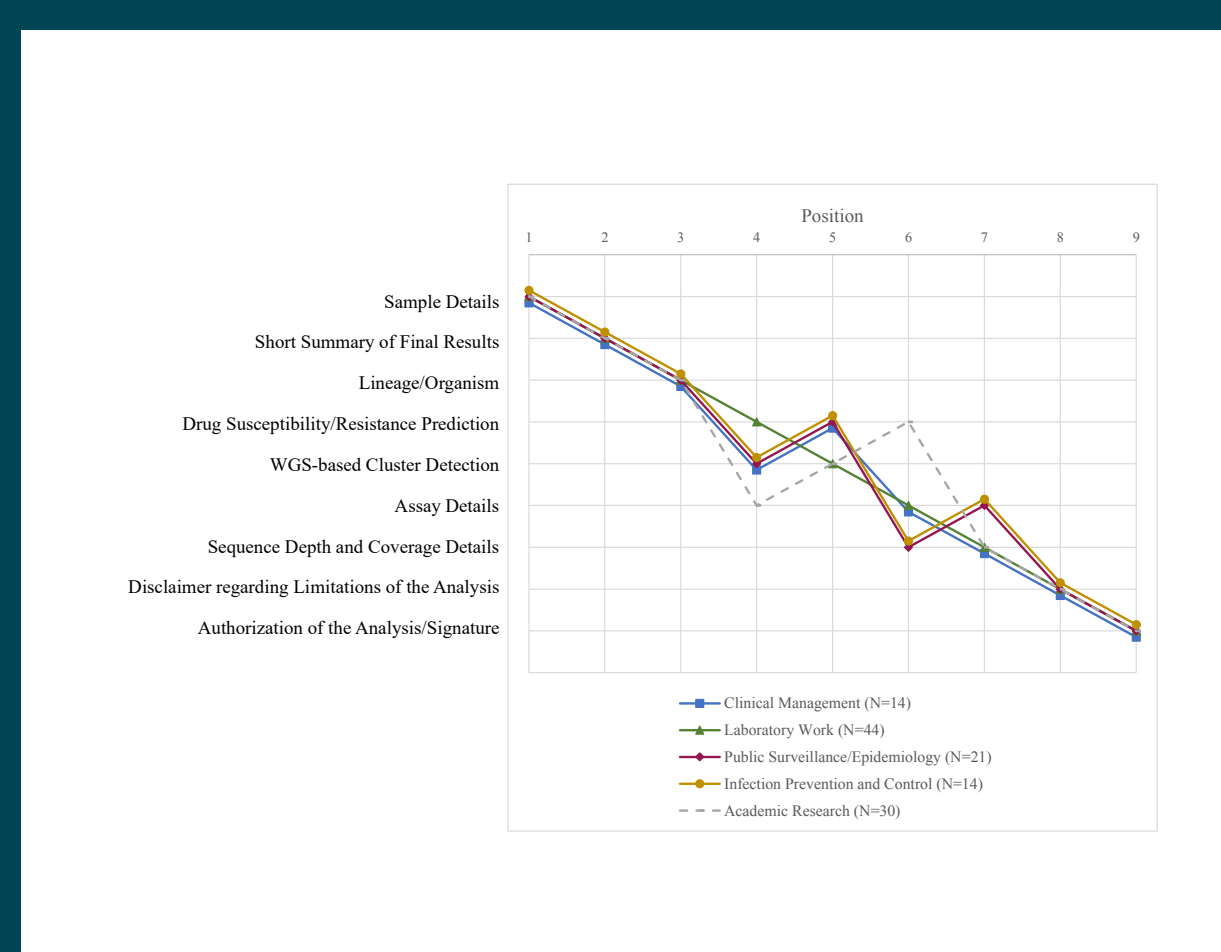 Position
1 2 3 4 5 6 7 8 9
Sample Details
Short Summary of Final Results
Lineage/Organism
Drug Susceptibility/Resistance Prediction
WGS-based Cluster Detection
Assay Details
Sequence Depth and Coverage Details
Disclaimer regarding Limitations of the Analysis
Authorization of the Analysis/Signature
Clinical Management (N=14)
Laboratory Work (N=44)
Public Surveillance/Epidemiology (N=21)
Infection Prevention and Control (N=14)
Academic Research (N=30)